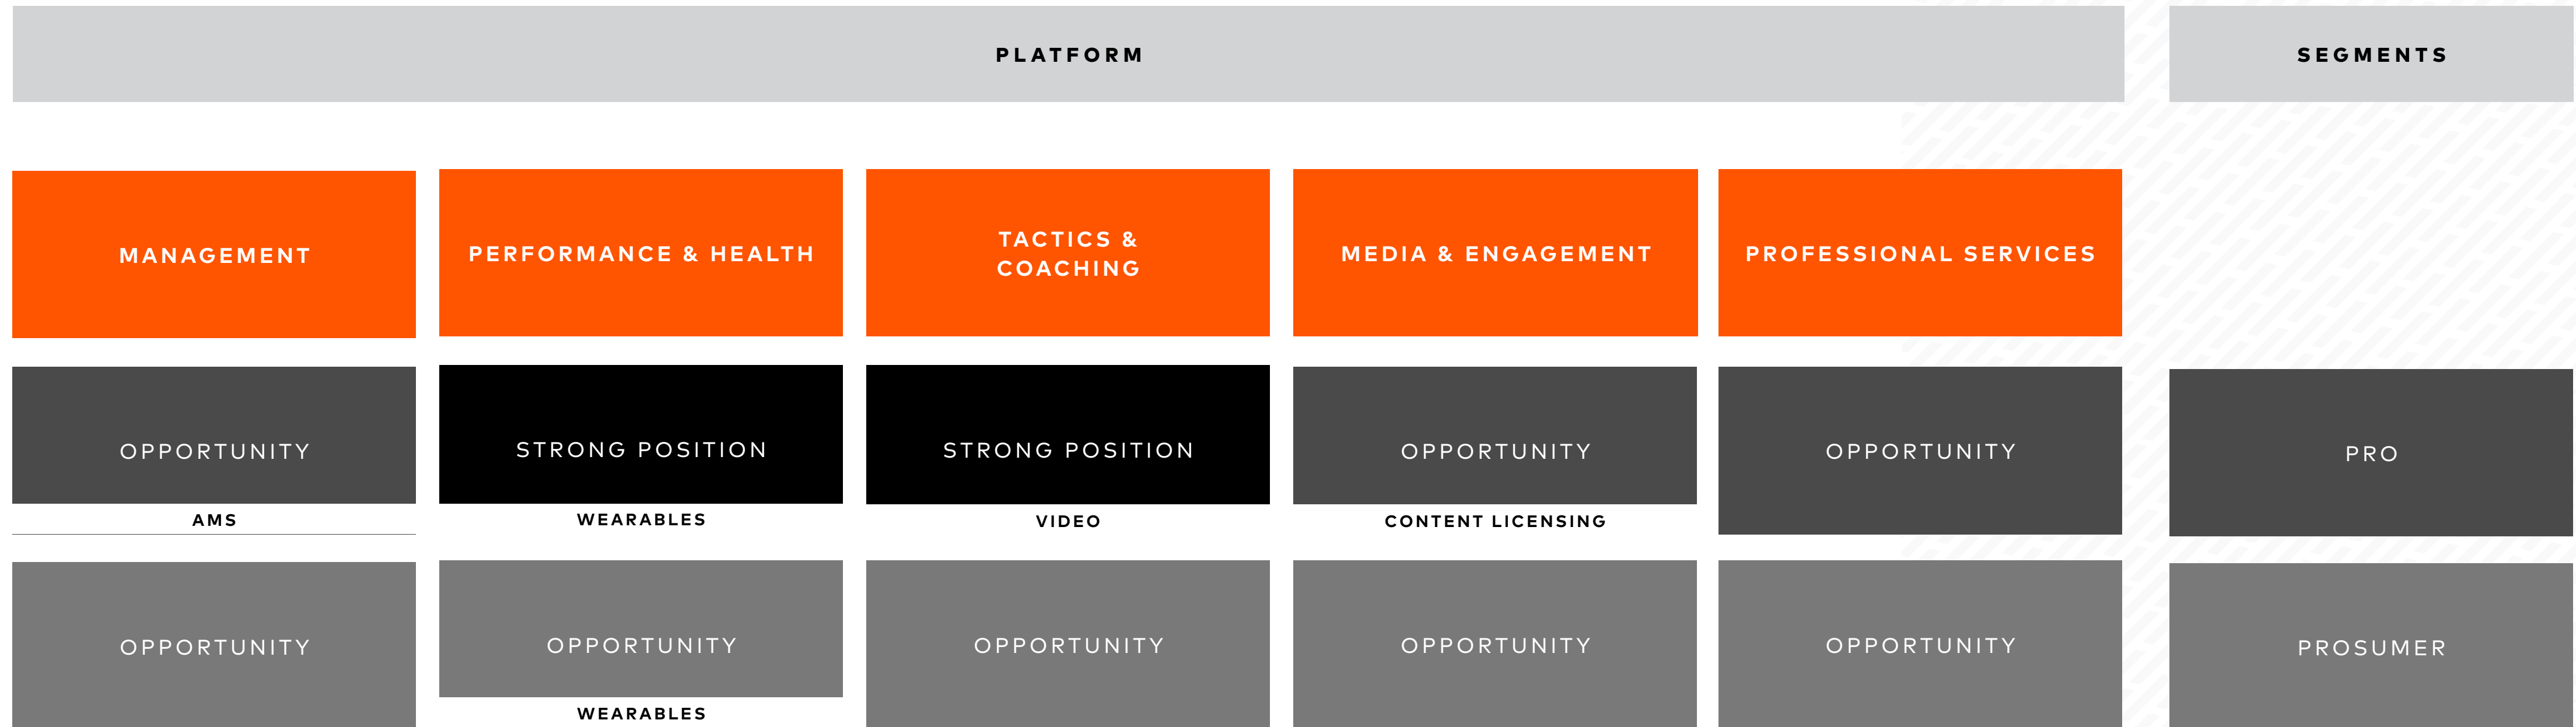 PLATFORM
SEGMENTS
MANAGEMENT
PERFORMANCE & HEALTH
TACTICS &
COACHING
MEDIA & ENGAGEMENT
PROFESSIONAL SERVICES
OPPORTUNITY
STRONG POSITION
STRONG POSITION
OPPORTUNITY
OPPORTUNITY
PRO
AMS
WEARABLES
VIDEO
CONTENT LICENSING
OPPORTUNITY
OPPORTUNITY
OPPORTUNITY
OPPORTUNITY
OPPORTUNITY
PROSUMER
WEARABLES